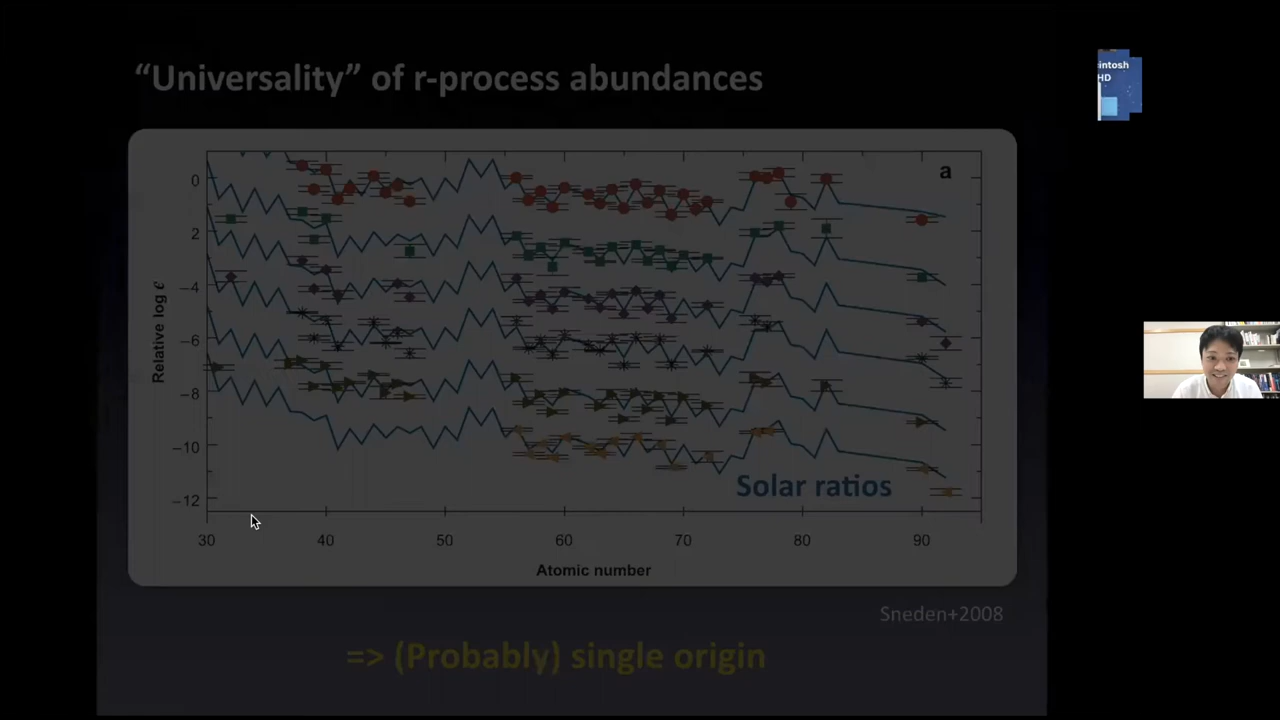 “Universality” of r-process abundances
intosh
HD
a
0
2
−4
−6
−8
−10
−12
Relative log ϵ
Solar ratios
30 40 50 60 70 80 90
Atomic number
Sneden+2008
=> (Probably) single origin